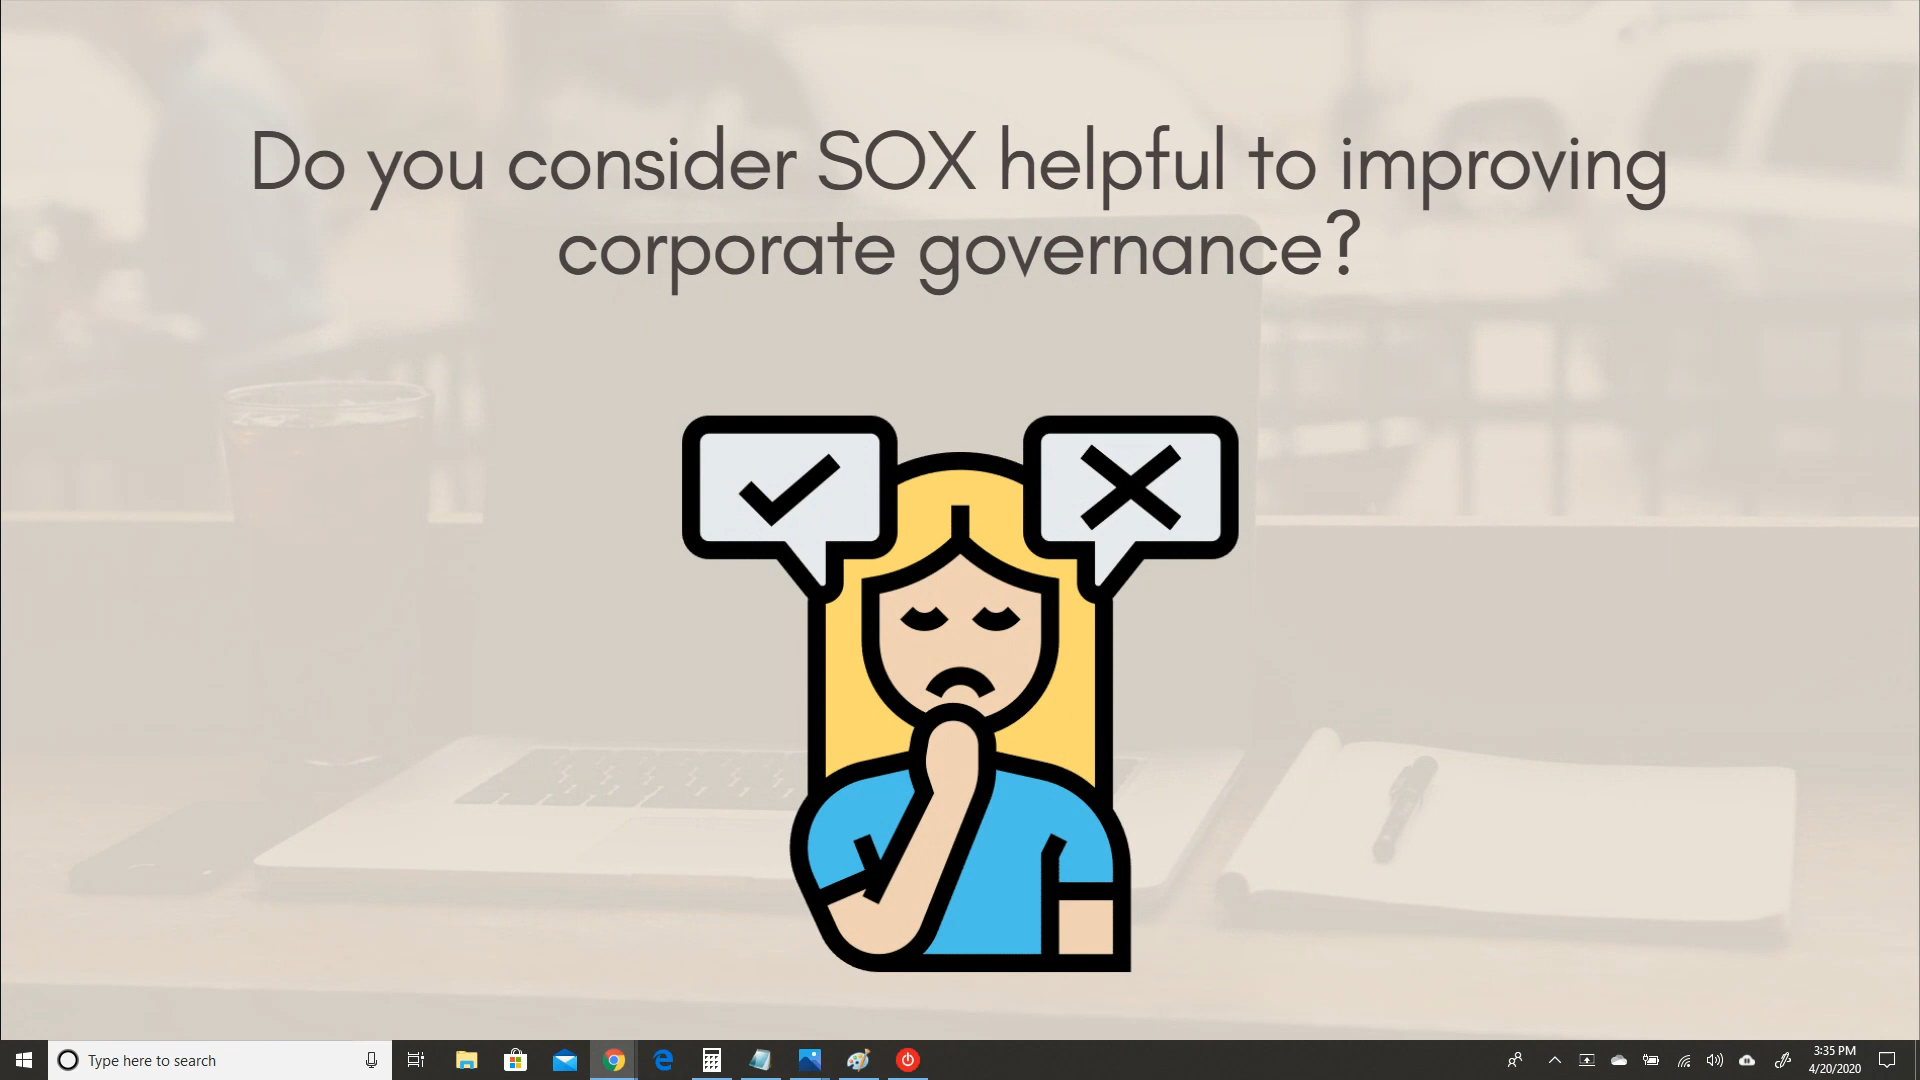 Do you consider SOX helpful to improving
corporate governance?
Type here to search
3:35 PM
4/20/2020